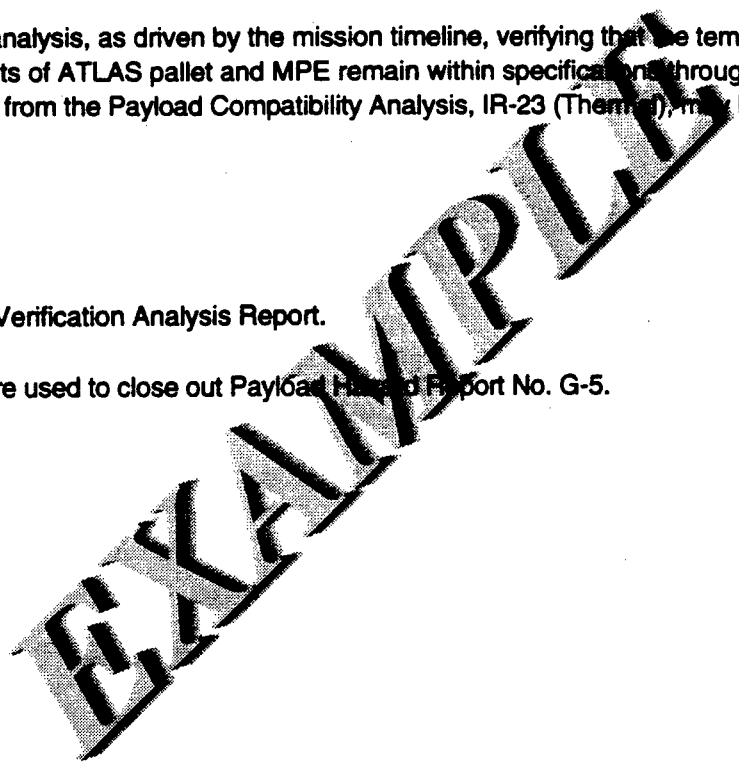 analysis, as driven by the mission timeline, verifying that the tem
ts of ATLAS pallet and MPE remain within specifications throug
from the Payload Compatibility Analysis, IR-23 (Thermal), may
Verification Analysis Report.
re used to close out Payload Hazard Report No. G-5.
EXAMPLE